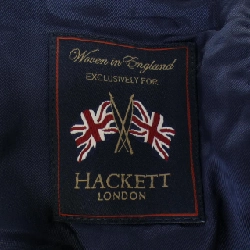 Woven in England
EXCLUSIVELY FOR
HACKETT
LONDON